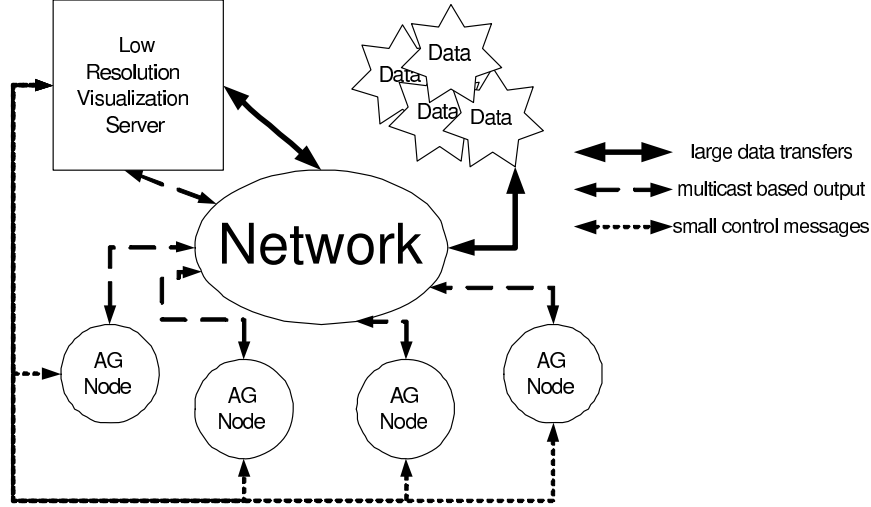 Low
Resolution
Visualization
Server
Data
Data
Data
Data
large data transfers
multicast based output
small control messages
Network
AG
Node
AG
Node
AG
Node
AG
Node